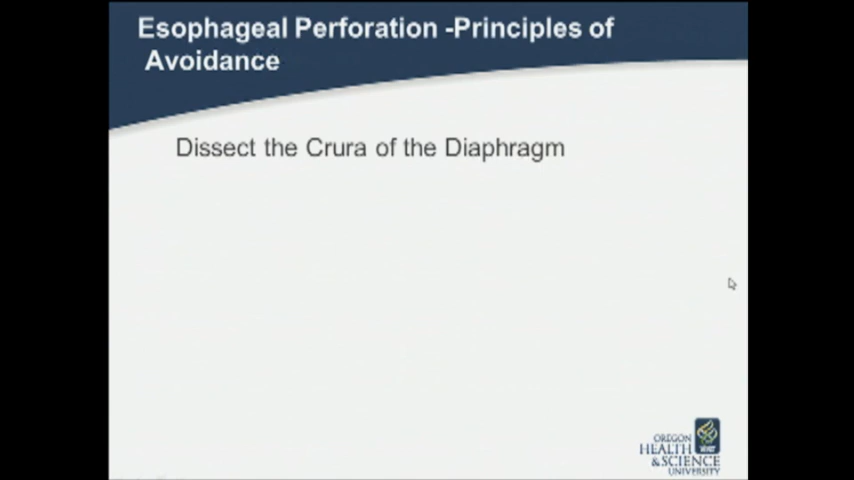 Esophageal Perforation -Principles of
Avoidance
Dissect the Crura of the Diaphragm
OREGON
HEALTH
&SCIENCE
UNIVERSITY